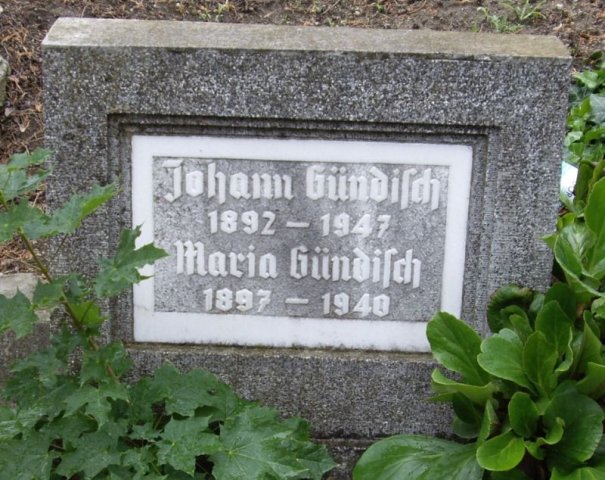 Johann Gündisch
1892 – 1947
Maria Gündisch
1897 – 1940